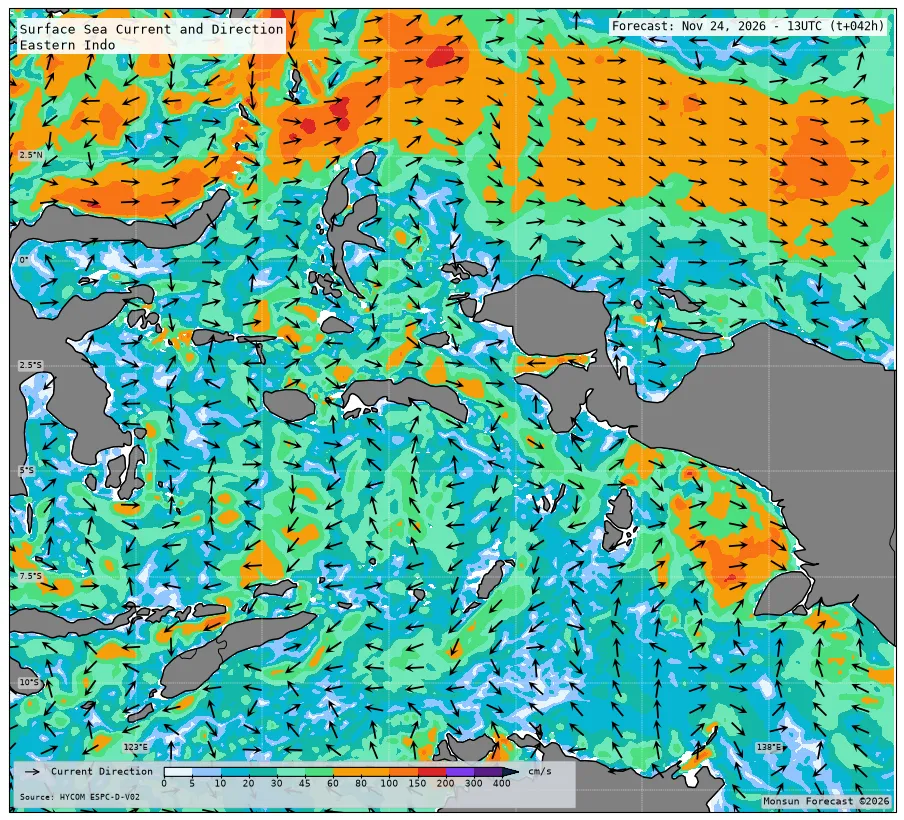 Surface Sea Current and Direction
Eastern Indo
Forecast: Nov 24, 2026 - 13UTC (t+042h)
2.5°N
0°
2.5°S
5°S
7.5°S
10°S
123°E
138°E
Current Direction
0 5 10 20 30 45 60 80 100 150 200 300 400
cm/s
Source: HYCOM ESPC-D-V02
Monsun Forecast ©2026